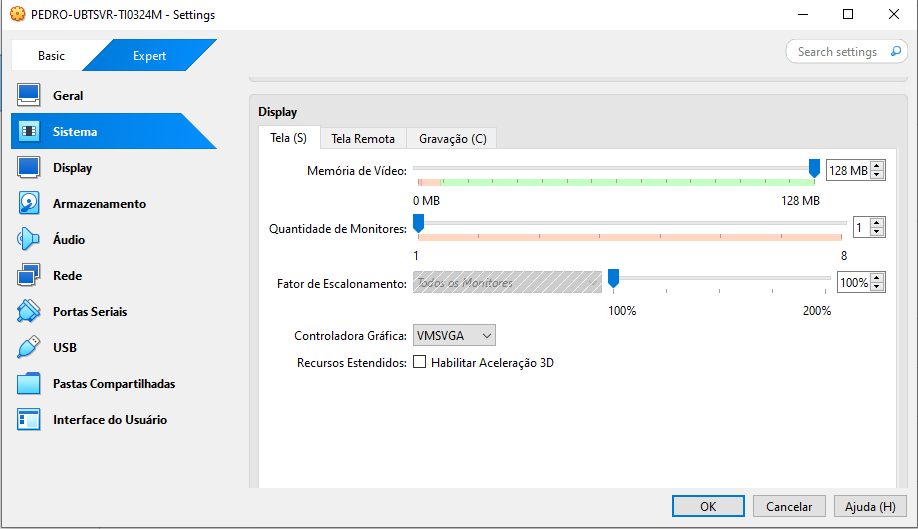 PEDRO-UBTSVR-TI0324M - Settings
Basic
Expert
Search settings
Geral
Sistema
Display
Armazenamento
Áudio
Rede
Portas Seriais
USB
Pastas Compartilhadas
Interface do Usuário
Display
Tela (S)
Tela Remota
Gravação (C)
Memória de Vídeo:
128 MB
0 MB
128 MB
Quantidade de Monitores:
1
1
8
Fator de Escalonamento:
Todos os Monitores
100%
100%
200%
Controladora Gráfica:
VMSVGA
Recursos Estendidos:
Habilitar Aceleração 3D
OK
Cancelar
Ajuda (H)